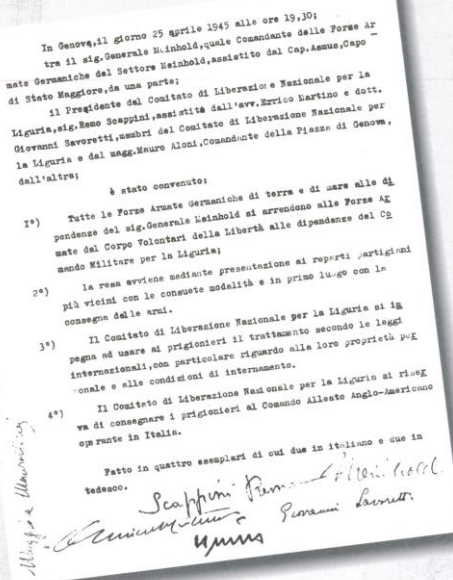 In Genova,il giorno 25 aprile 1945 alle ore 19,30;
tra il sig.Generale Meinhold,quale Comandante delle Forze Ar
mate Germaniche del Settore Meinhold,assistito dal Cap.Asmus,Capo
di Stato Maggiore,da una parte;
il Presidente del Comitato di Liberazione Nazionale per la
Liguria,sig.Remo Scappini,assistito dall'avv.Errico Martino e dott.
Giovanni Savoretti,membri del Comitato di Liberazione Nazionale per
la Liguria e dal magg.Mauro Aloni,Comandante della Piazza di Genova,
dall'altra;
è stato convenuto:
I°) Tutte le Forze Armate Germaniche di terra e di mare alle di
pendenze del sig.Generale Meinhold si arrendono alle Forze Ar
mate del Corpo Volontari della Libertà alle dipendenze del Co
mando Militare per la Liguria;
2°) la resa avviene mediante presentazione ai reparti partigiani
più vicini con le consuete modalità e in primo luogo con la
consegna delle armi.
3°) Il Comitato di Liberazione Nazionale per la Liguria si im
pegna ad usare ai prigionieri il trattamento secondo le leggi
internazionali,con particolare riguardo alla loro proprietà per
sonale e alle condizioni di internamento.
4°) Il Comitato di Liberazione Nazionale per la Liguria si riser
va di consegnare i prigionieri al Comando Alleato Anglo-Americano
operante in Italia.
Fatto in quattro esemplari di cui due in italiano e due in
tedesco.
Scappini Remo Meinhold
Giovanni Savoretti